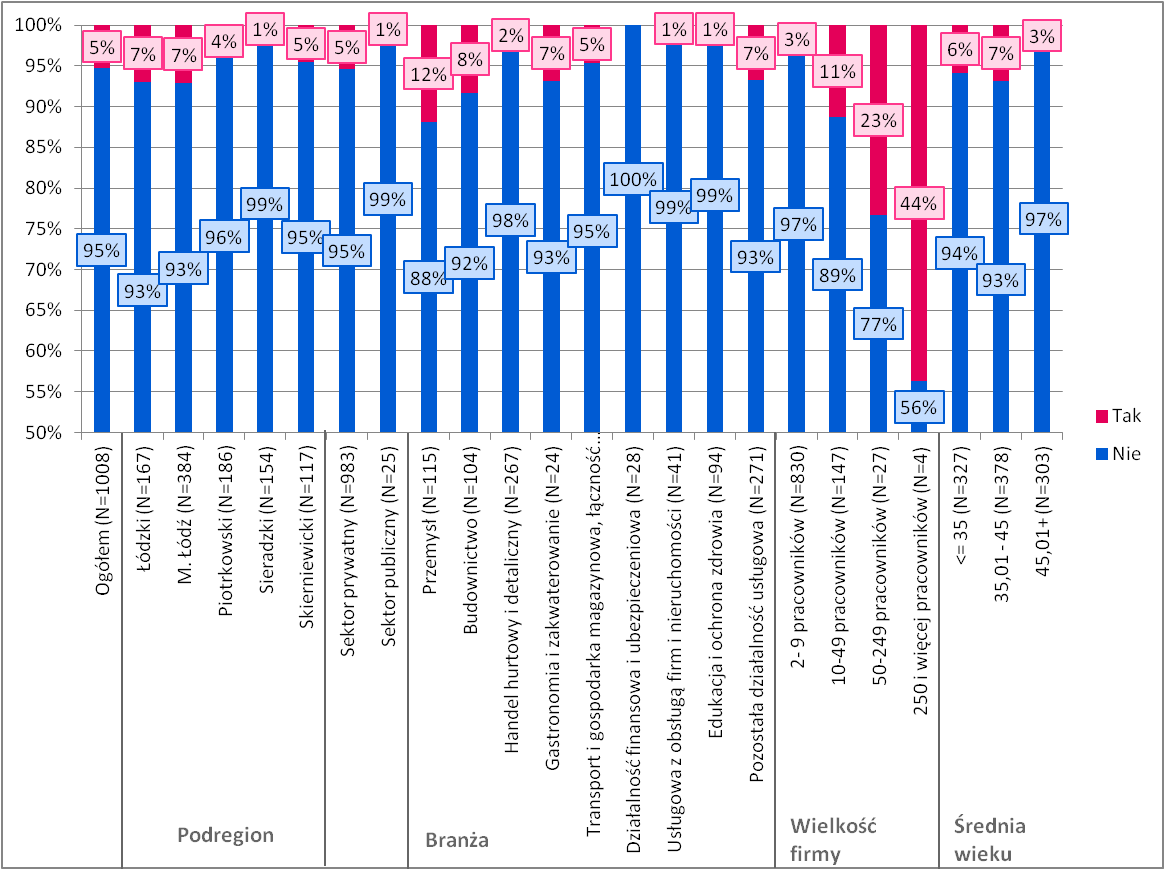 100%
95%
90%
85%
80%
75%
70%
65%
60%
55%
50%
5%
7%
7%
4%
1%
5%
5%
1%
12%
8%
2%
7%
5%
1%
1%
7%
3%
11%
23%
44%
6%
7%
3%
95%
93%
93%
96%
99%
95%
95%
99%
88%
92%
98%
93%
95%
100%
99%
99%
93%
97%
89%
77%
56%
94%
93%
97%
Tak
Nie
Ogółem (N=1008)
Łódzki (N=167)
M. Łódź (N=384)
Piotrkowski (N=186)
Sieradzki (N=154)
Skierniewicki (N=117)
Sektor prywatny (N=983)
Sektor publiczny (N=25)
Przemysł (N=115)
Budownictwo (N=104)
Handel hurtowy i detaliczny (N=267)
Gastronomia i zakwaterowanie (N=24)
Transport i gospodarka magazynowa, łączność...
Działalność finansowa i ubezpieczeniowa (N=28)
Usługowa z obsługą firm i nieruchomości (N=41)
Edukacja i ochrona zdrowia (N=94)
Pozostała działalność usługowa (N=271)
2- 9 pracowników (N=830)
10-49 pracowników (N=147)
50-249 pracowników (N=27)
250 i więcej pracowników (N=4)
<= 35 (N=327)
35,01 - 45 (N=378)
45,01+ (N=303)
Podregion
Branża
Wielkość
firmy
Średnia
wieku